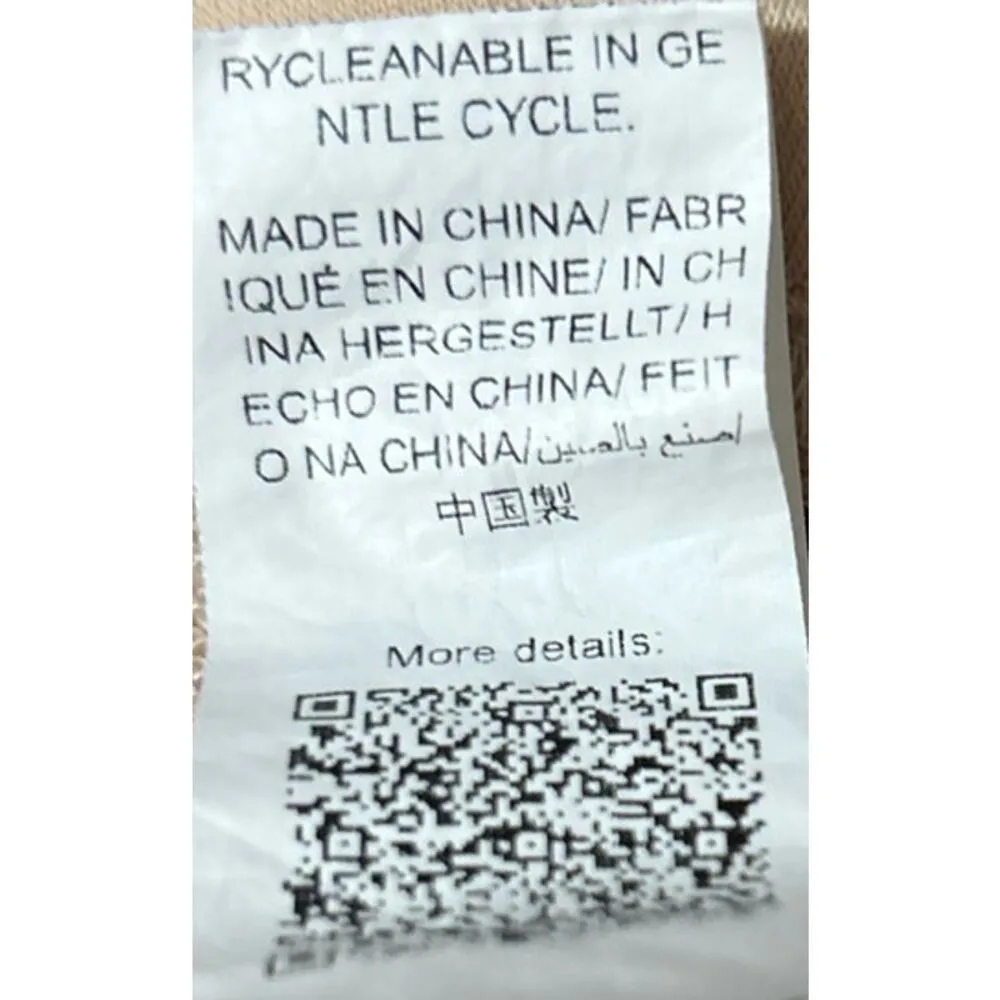 RYCLEANABLE IN GE
NTLE CYCLE.
MADE IN CHINA/ FABR
IQUÉ EN CHINE/ IN CH
INA HERGESTELLT/ H
ECHO EN CHINA/ FEIT
O NA CHINA/صنع بالصين/
中国製
More details: